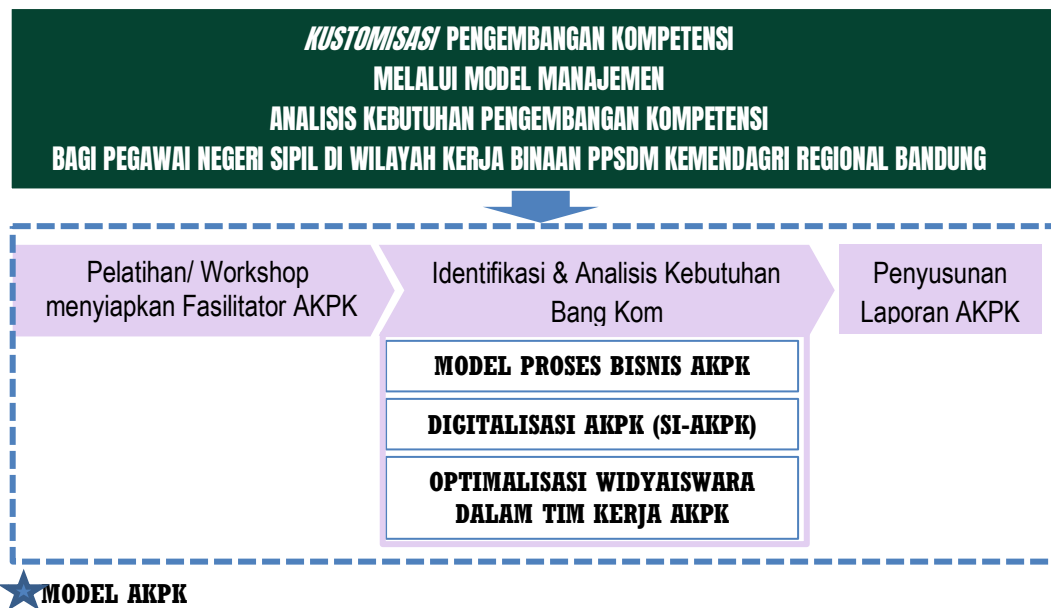 KUSTOMISASI PENGEMBANGAN KOMPETENSI
MELALUI MODEL MANAJEMEN
ANALISIS KEBUTUHAN PENGEMBANGAN KOMPETENSI
BAGI PEGAWAI NEGERI SIPIL DI WILAYAH KERJA BINAAN PPSDM KEMENDAGRI REGIONAL BANDUNG
Pelatihan/ Workshop
menyiapkan Fasilitator AKPK
Identifikasi & Analisis Kebutuhan
Bang Kom
Penyusunan
Laporan AKPK
MODEL PROSES BISNIS AKPK
DIGITALISASI AKPK (SI-AKPK)
OPTIMALISASI WIDYAISWARA
DALAM TIM KERJA AKPK
MODEL AKPK